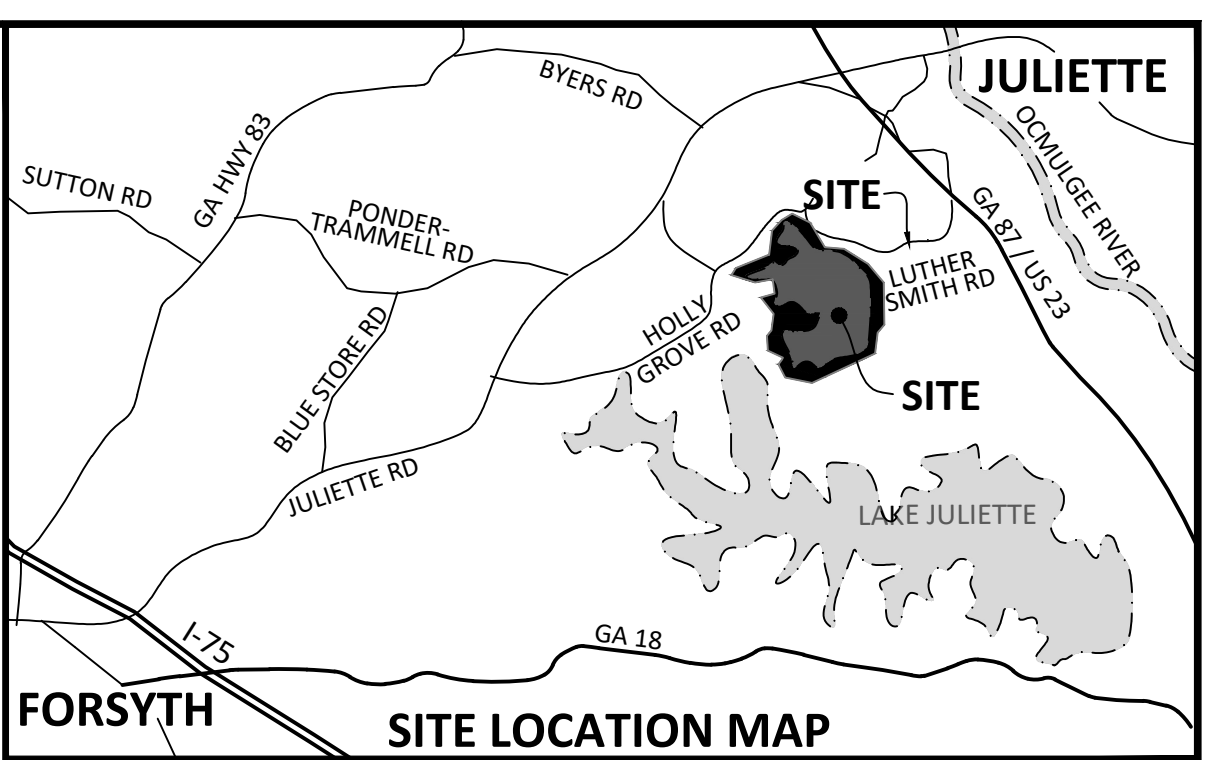 BYERS RD
JULIETTE
GA HWY 83
OCMULGEE RIVER
SUTTON RD
SITE
PONDER-
TRAMMELL RD
GA 87 / US 23
LUTHER
SMITH RD
HOLLY
GROVE RD
BLUE STORE RD
SITE
JULIETTE RD
LAKE JULIETTE
I-75
GA 18
FORSYTH
SITE LOCATION MAP